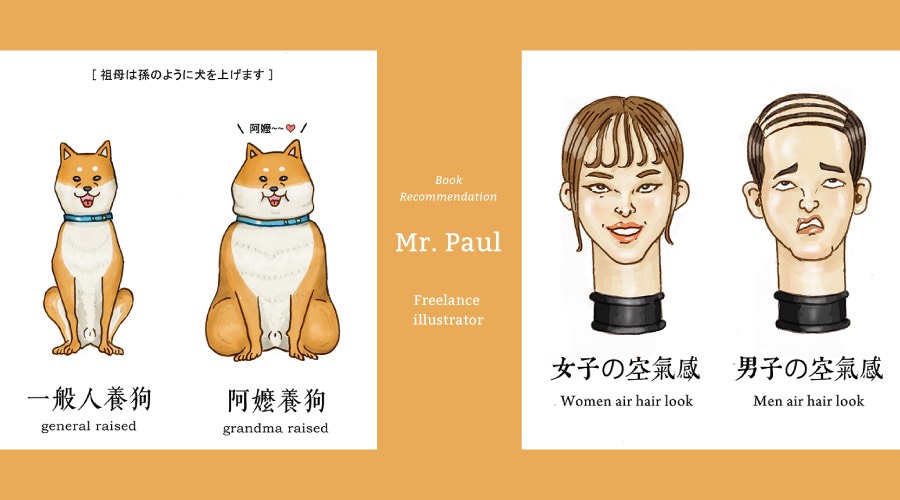 [ 祖母は孫のように犬を上げます ]
阿嬤~~
一般人養狗
general raised
阿嬤養狗
grandma raised
Book
Recommendation
Mr. Paul
Freelance
illustrator
女子の空氣感
Women air hair look
男子の空氣感
Men air hair look